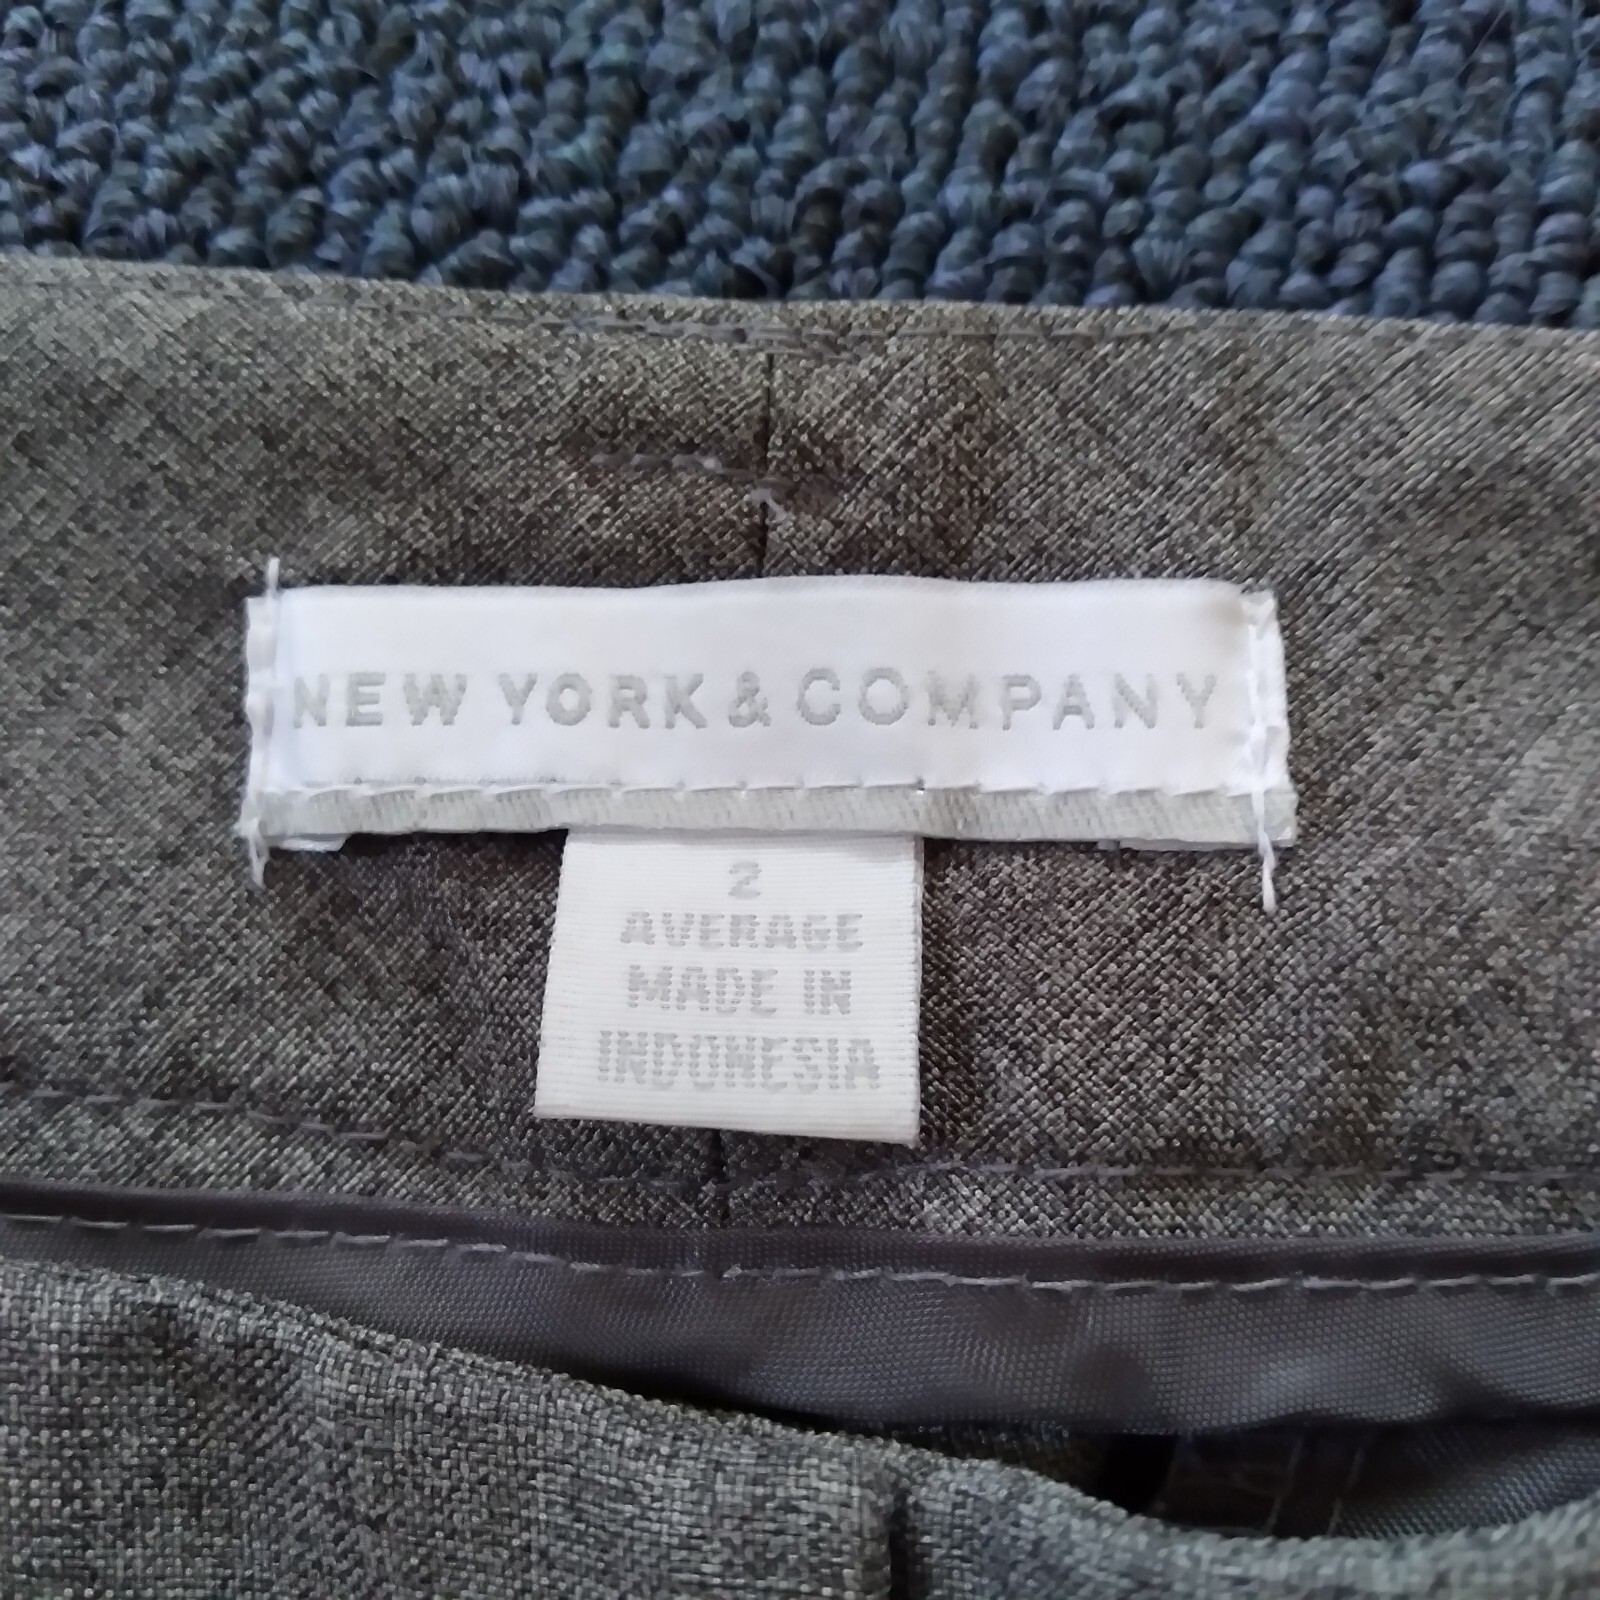 NEW YORK & COMPANY
2
AVERAGE
MADE IN
INDONESIA